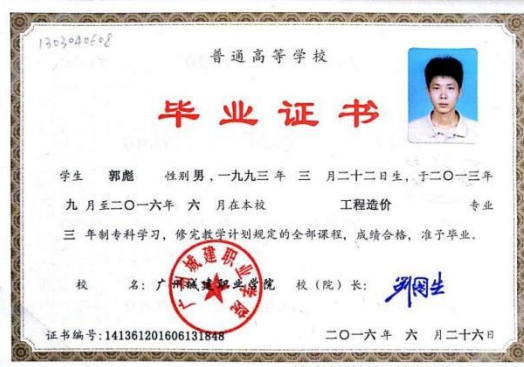 普通高等学校
毕业证书
学生 郭彪 性别 男，一九九三年 三 月二十二日生，于二〇一三年
九 月至二〇一六年 六 月在本校 工程造价 专业
三 年制专科学习，修完教学计划规定的全部课程，成绩合格，准予毕业。
校 名：广州城建职业学院 校（院）长：
证书编号：141361201606131848 二〇一六年 六 月二十六日